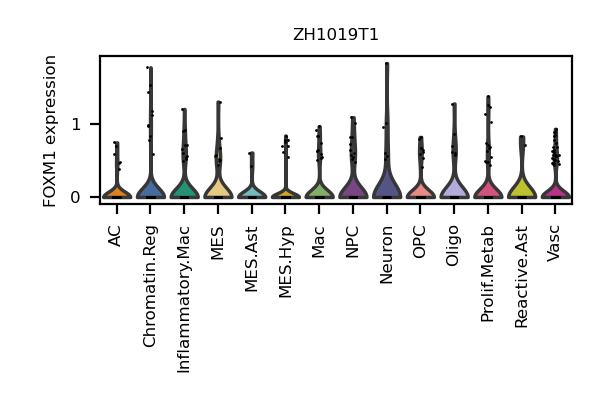 ZH1019T1
FOXM1 expression
1
0
AC
Chromatin.Reg
Inflammatory.Mac
MES
MES.Ast
MES.Hyp
Mac
NPC
Neuron
OPC
Oligo
Prolif.Metab
Reactive.Ast
Vasc